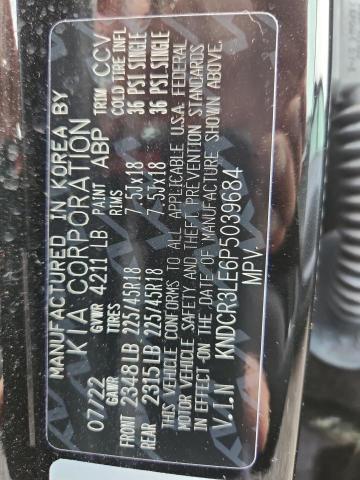 MANUFACTURED IN KOREA BY
KIA CORPORATION
07/22 GVWR 4211 LB PAINT ABP TRIM CCV
GAWR TIRES RIMS COLD TIRE INFL
FRONT 2348 LB 225/45R18 7.5Jx18 36 PSI SINGLE
REAR 2315 LB 225/45R18 7.5Jx18 36 PSI SINGLE
THIS VEHICLE CONFORMS TO ALL APPLICABLE U.S.A. FEDERAL
MOTOR VEHICLE SAFETY AND THEFT PREVENTION STANDARDS
IN EFFECT ON THE DATE OF MANUFACTURE SHOWN ABOVE.
V.I.N KNDCR3LE6P5039684
MPV